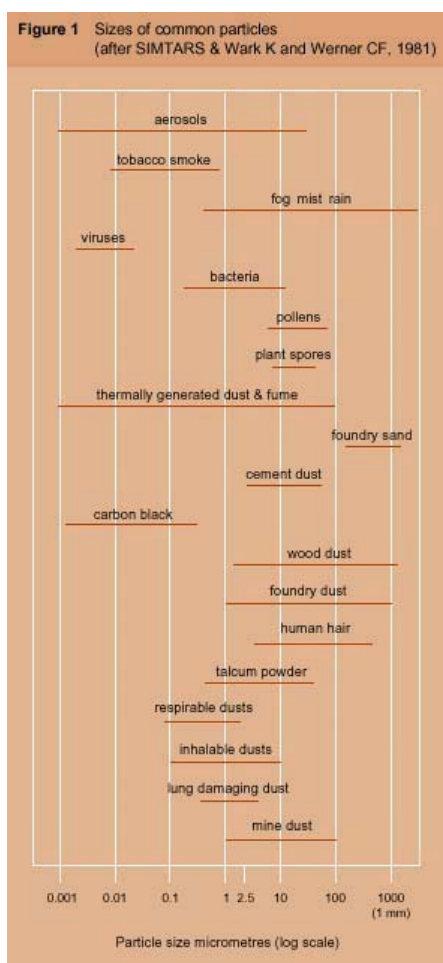 Figure 1 Sizes of common particles
(after SIMTARS & Wark K and Werner CF, 1981)
aerosols
tobacco smoke
fog mist rain
viruses
bacteria
pollens
plant spores
thermally generated dust & fume
foundry sand
cement dust
carbon black
wood dust
foundry dust
human hair
talcum powder
respirable dusts
inhalable dusts
lung damaging dust
mine dust
0.001 0.01 0.1 1 2.5 10 100 1000
(1 mm)
Particle size micrometres (log scale)